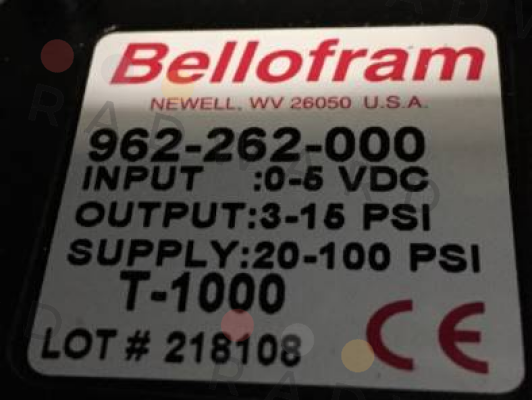 Bellofram
NEWELL, WV 26050 U.S.A.
962-262-000
INPUT :0-5 VDC
OUTPUT:3-15 PSI
SUPPLY:20-100 PSI
T-1000
LOT # 218108 CE